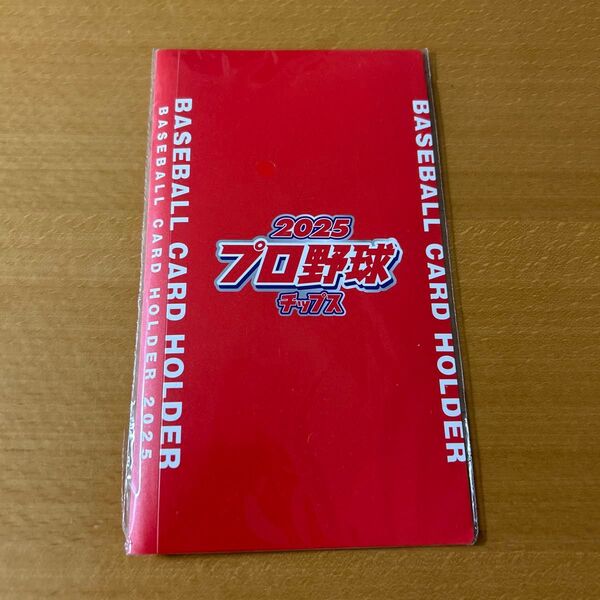 BASEBALL CARD HOLDER 2025
BASEBALL CARD HOLDER
2025
プロ野球
チップス
BASEBALL CARD HOLDER